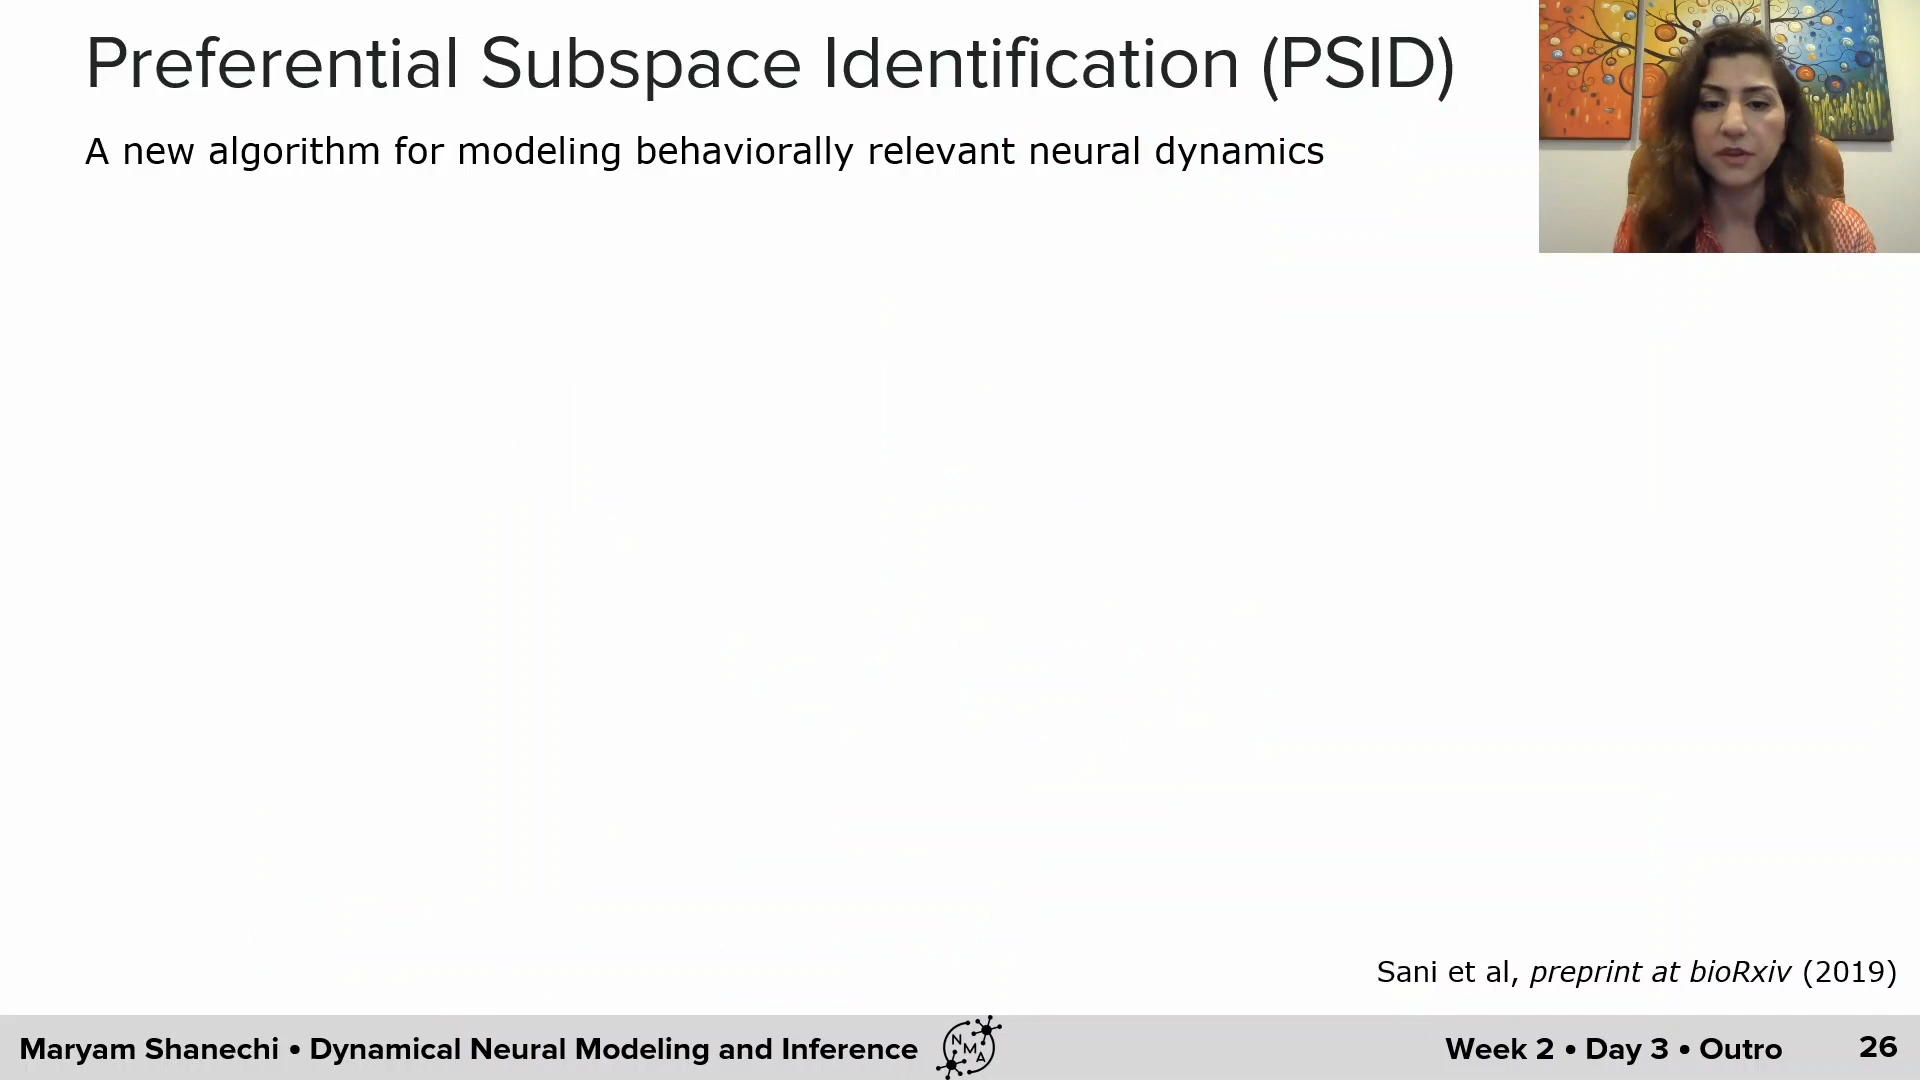 Preferential Subspace Identification (PSID)
A new algorithm for modeling behaviorally relevant neural dynamics
Sani et al, preprint at bioRxiv (2019)
Maryam Shanechi • Dynamical Neural Modeling and Inference
NMA
Week 2 • Day 3 • Outro
26